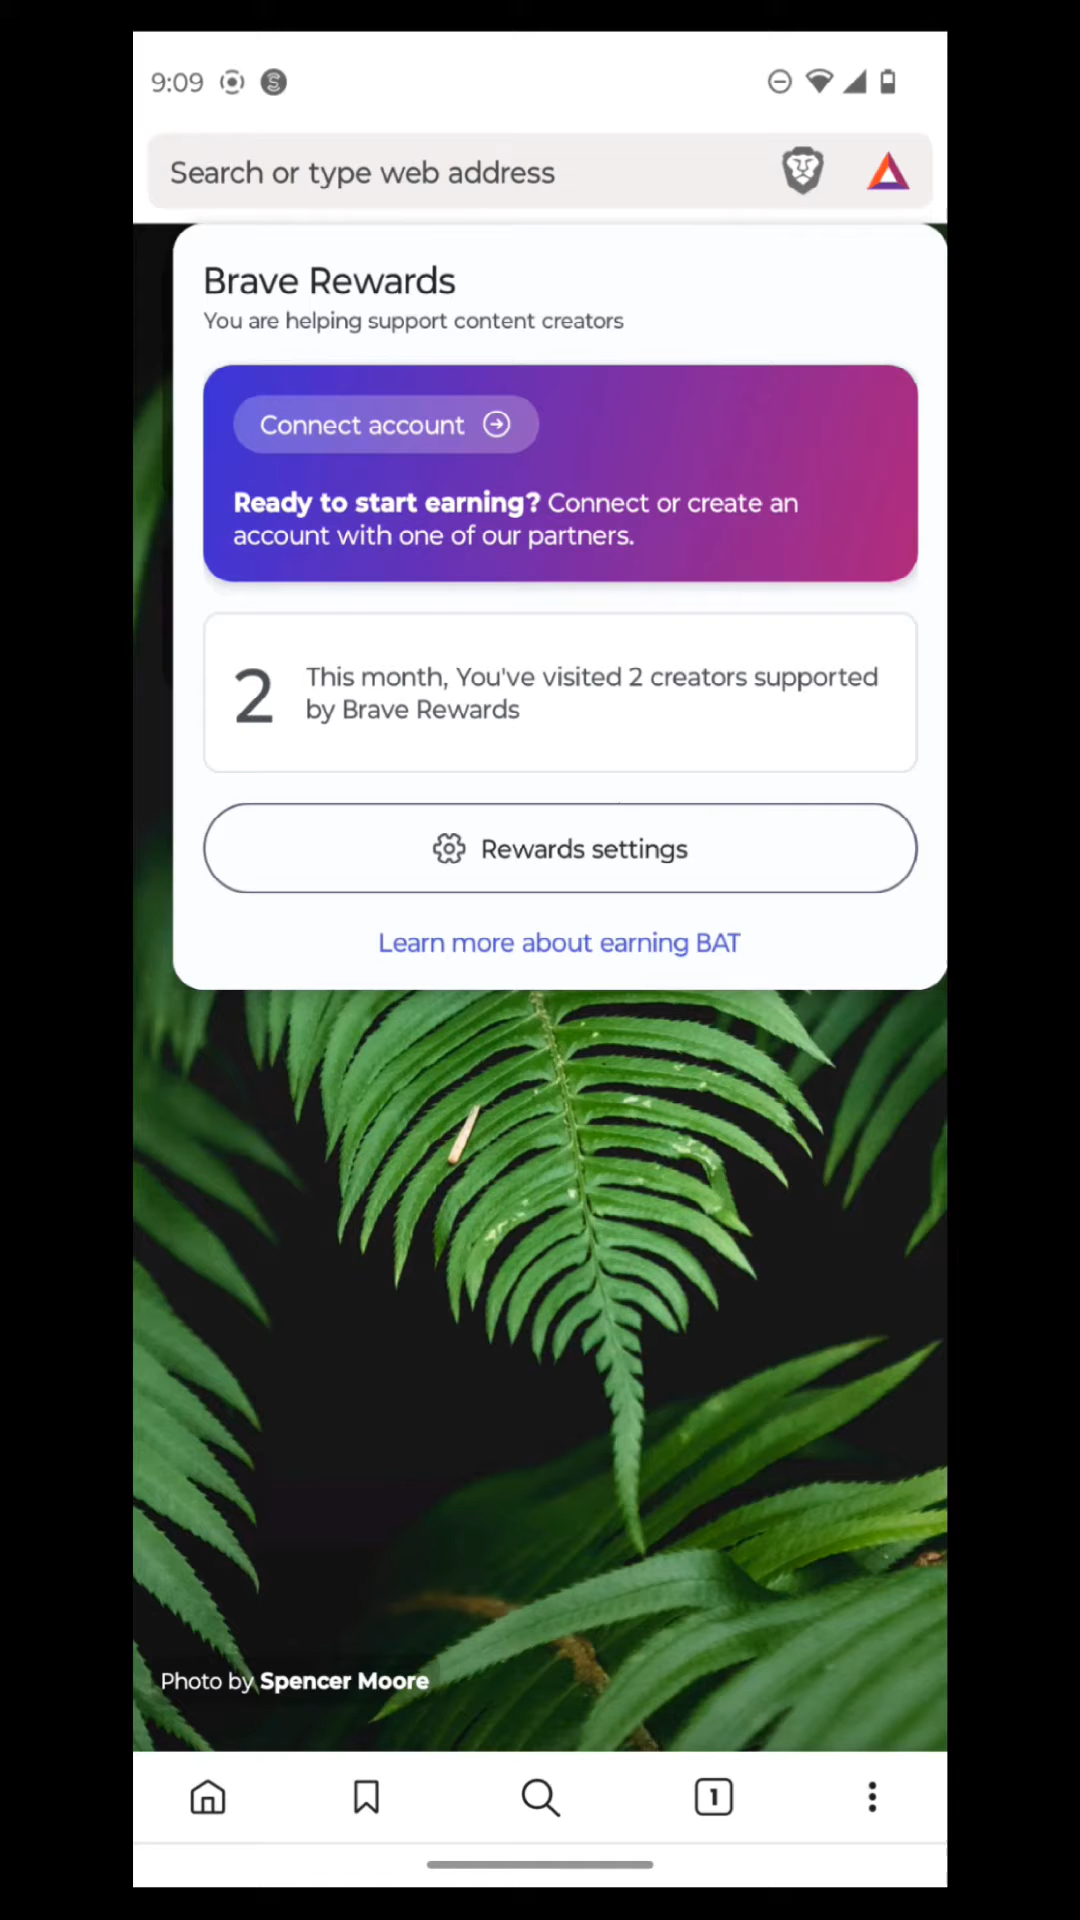 9:09
Search or type web address
Brave Rewards
You are helping support content creators
Connect account
Ready to start earning? Connect or create an
account with one of our partners.
2
This month, You've visited 2 creators supported
by Brave Rewards
Rewards settings
Learn more about earning BAT
Photo by Spencer Moore
1